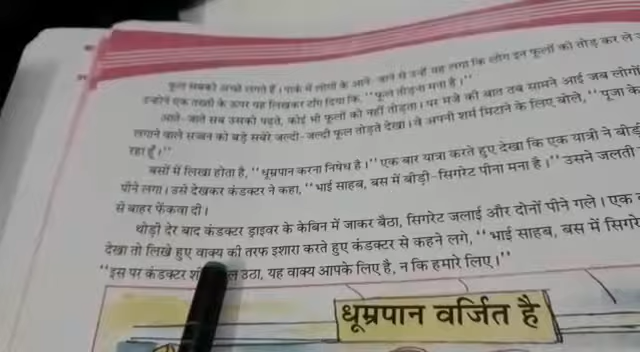 फूल सबको अच्छे लगते हैं। पार्क में लोगों के आने-जाने से उन्हें यह लगा कि लोग इन फूलों को तोड़ कर ले
उन्होंने एक तख्ती के ऊपर यह लिखकर टाँग दिया कि, ''फूल तोड़ना मना है।''
आते-जाते सब उसको पढ़ते, कोई भी फूलों को नहीं तोड़ता। पर मजे की बात तब सामने आई जब लोगों
लगाने वाले सज्जन को बड़े सबेरे जल्दी-जल्दी फूल तोड़ते देखा। वे अपनी शर्म मिटाने के लिए बोले, ''पूजा के
रहा हूँ।''
बसों में लिखा होता है, ''धूम्रपान करना निषेध है।'' एक बार यात्रा करते हुए देखा कि एक यात्री ने बीड़ी
पीने लगा। उसे देखकर कंडक्टर ने कहा, ''भाई साहब, बस में बीड़ी-सिगरेट पीना मना है।'' उसने जलती
से बाहर फेंकवा दी।
थोड़ी देर बाद कंडक्टर ड्राइवर के केबिन में जाकर बैठा, सिगरेट जलाई और दोनों पीने गले। एक
देखा तो लिखे हुए वाक्य की तरफ इशारा करते हुए कंडक्टर से कहने लगे, ''भाई साहब, बस में सिगरे
''इस पर कंडक्टर उठा, यह वाक्य आपके लिए है, न कि हमारे लिए।''
धूम्रपान वर्जित है